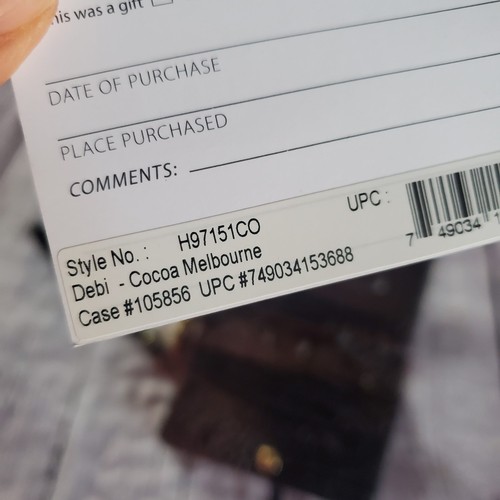 his was a gift
DATE OF PURCHASE
PLACE PURCHASED
COMMENTS:
Style No. : H97151CO UPC :
Debi - Cocoa Melbourne
Case #105856 UPC #749034153688
7 49034 1